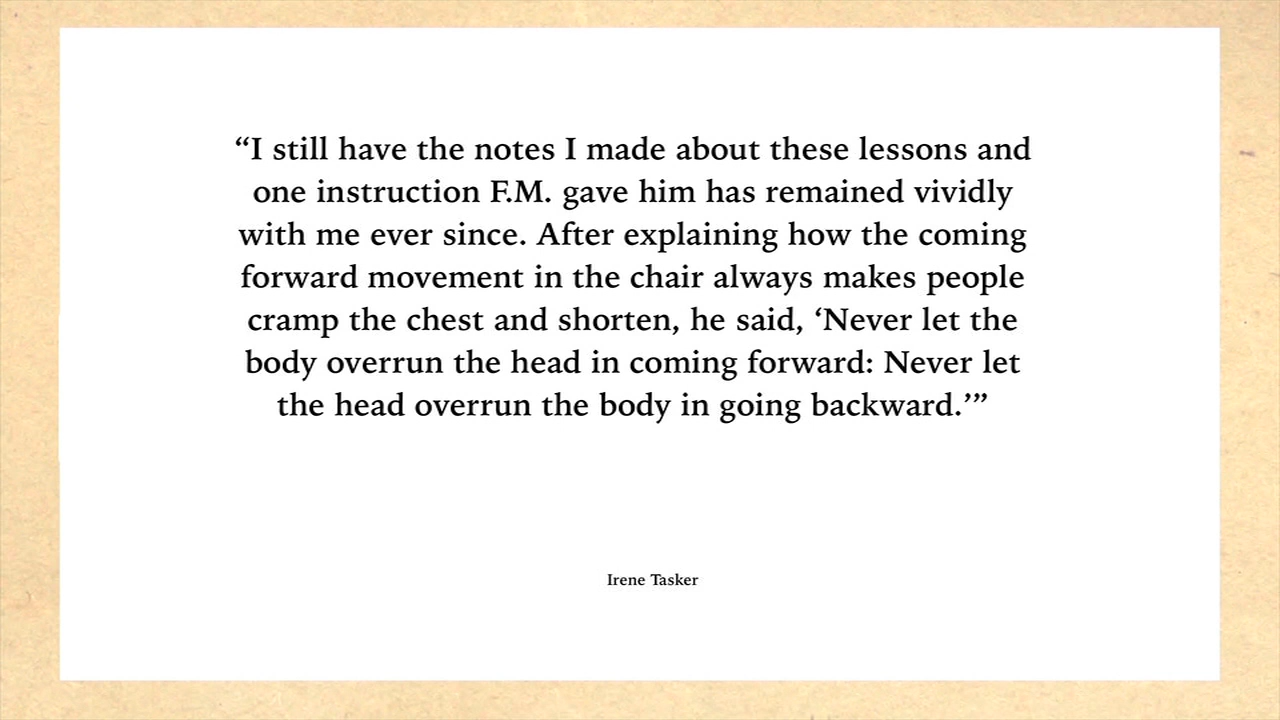 “I still have the notes I made about these lessons and
one instruction F.M. gave him has remained vividly
with me ever since. After explaining how the coming
forward movement in the chair always makes people
cramp the chest and shorten, he said, ‘Never let the
body overrun the head in coming forward: Never let
the head overrun the body in going backward.’”
Irene Tasker